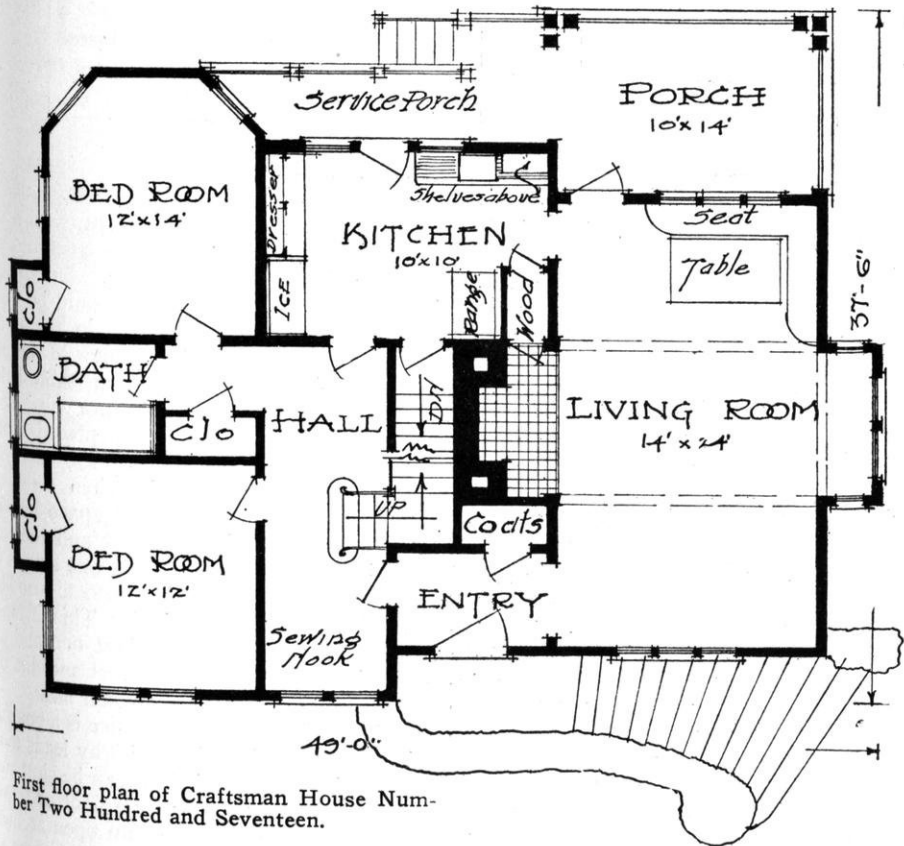 Service Porch
PORCH
10'x 14'
BED ROOM
12'x14'
Dresser
Shelves above
KITCHEN
10'x10'
Seat
Table
ICE
Range
Wood
clo
37'-6"
BATH
clo
HALL
DN
LIVING ROOM
14' x 24'
clo
UP
Coats
BED ROOM
12'x12'
ENTRY
Sewing
Nook
49'-0"
First floor plan of Craftsman House Num-
ber Two Hundred and Seventeen.